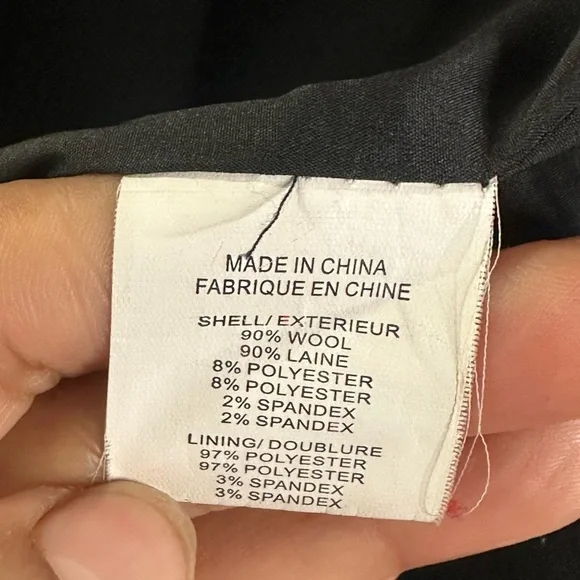 MADE IN CHINA
FABRIQUE EN CHINE
SHELL/ EXTERIEUR
90% WOOL
90% LAINE
8% POLYESTER
8% POLYESTER
2% SPANDEX
2% SPANDEX
LINING/ DOUBLURE
97% POLYESTER
97% POLYESTER
3% SPANDEX
3% SPANDEX